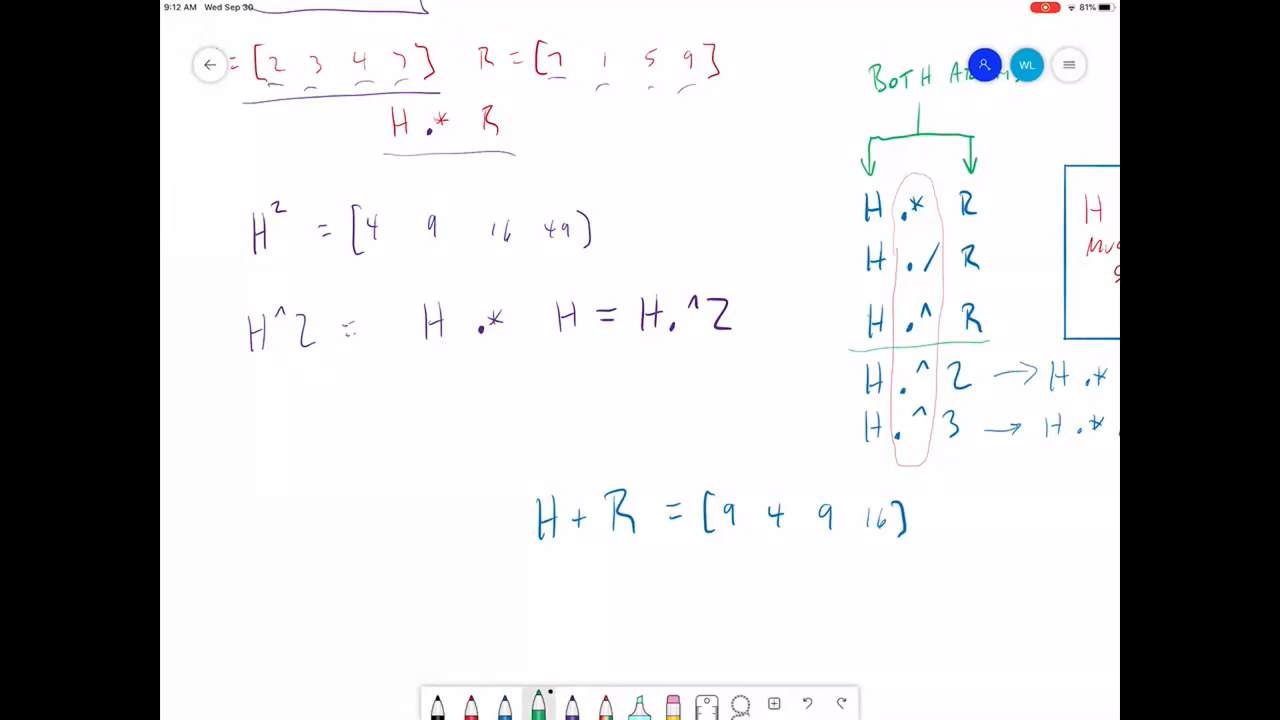 9:12 AM Wed Sep 30
81%
= [2 3 4 7] R = [7 1 5 9]
H .* R
H² = [4 9 16 49]
H^2 = H .* H = H.^2
WL
BOTH
H .* R
H ./ R
H .^ R
H .^ 2 → H .*
H .^ 3 → H .*
H
H + R = [9 4 9 16]